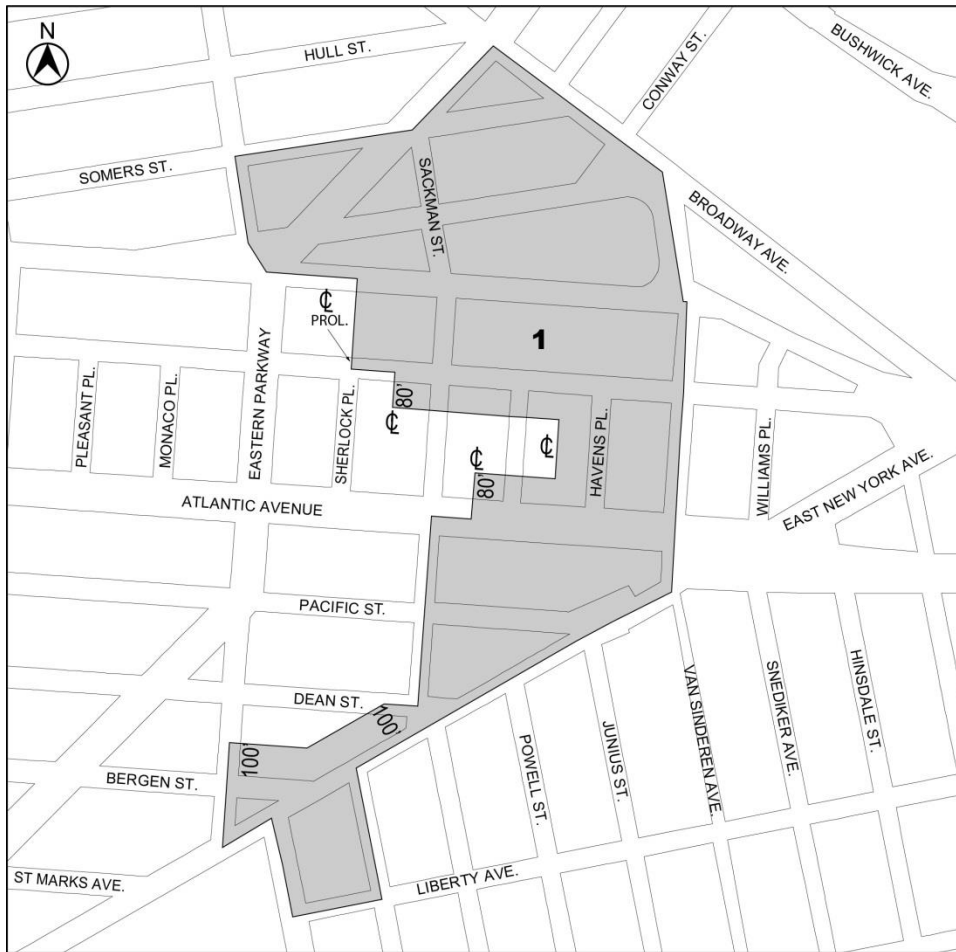 N
HULL ST.
CONWAY ST.
BUSHWICK AVE.
SOMERS ST.
SACKMAN ST.
BROADWAY AVE.
℄
PROL.
1
PLEASANT PL.
MONACO PL.
EASTERN PARKWAY
SHERLOCK PL.
80'
℄
℄
℄
80'
HAVENS PL.
WILLIAMS PL.
EAST NEW YORK AVE.
ATLANTIC AVENUE
PACIFIC ST.
DEAN ST.
100'
100'
BERGEN ST.
POWELL ST.
JUNIUS ST.
VAN SINDEREN AVE.
SNEDIKER AVE.
HINSDALE ST.
ST MARKS AVE.
LIBERTY AVE.